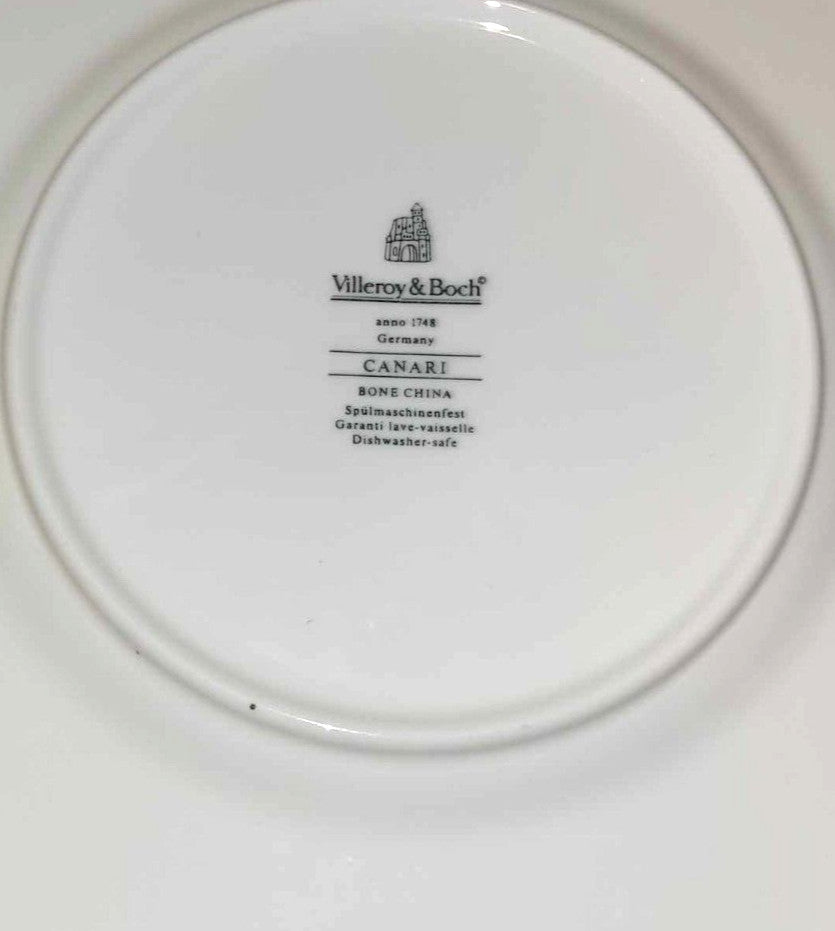 Villeroy & Boch©
anno 1748
Germany
CANARI
BONE CHINA
Spülmaschinenfest
Garanti lave-vaisselle
Dishwasher-safe